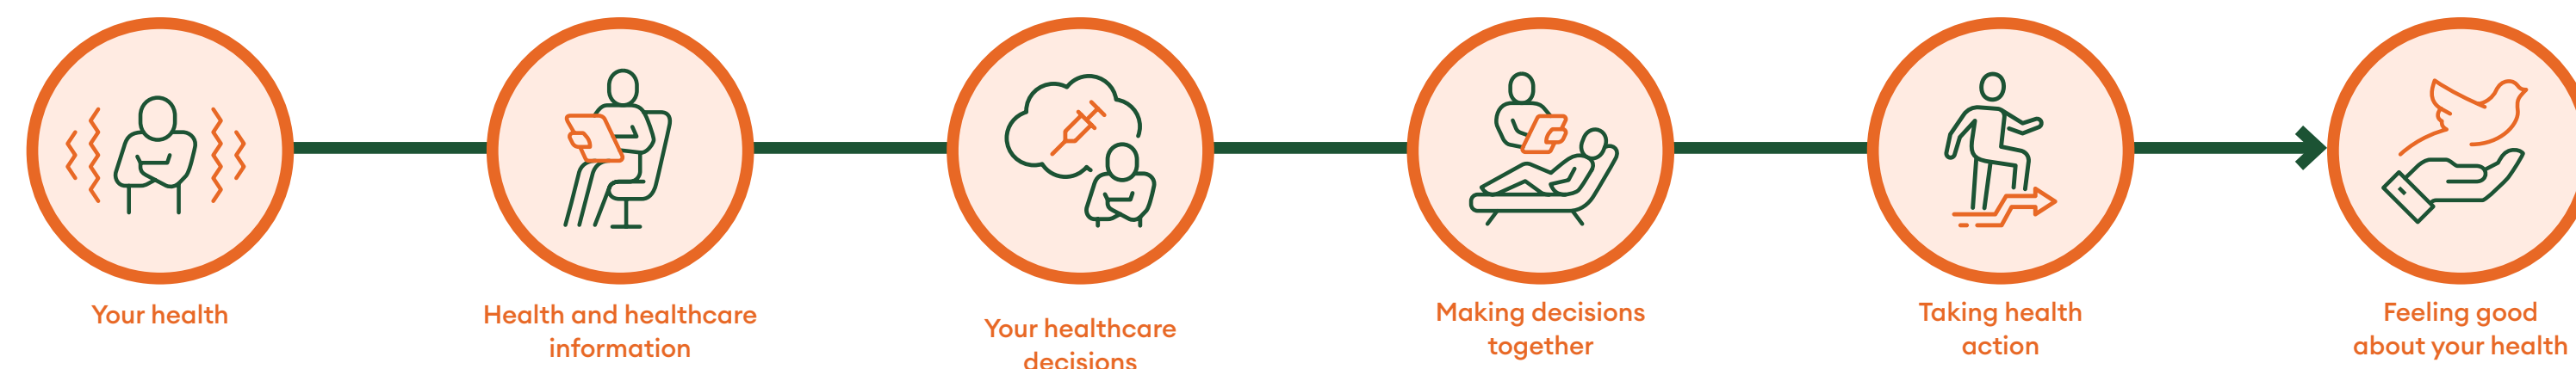 Your health
Health and healthcare
information
Your healthcare
decisions
Making decisions
together
Taking health
action
Feeling good
about your health